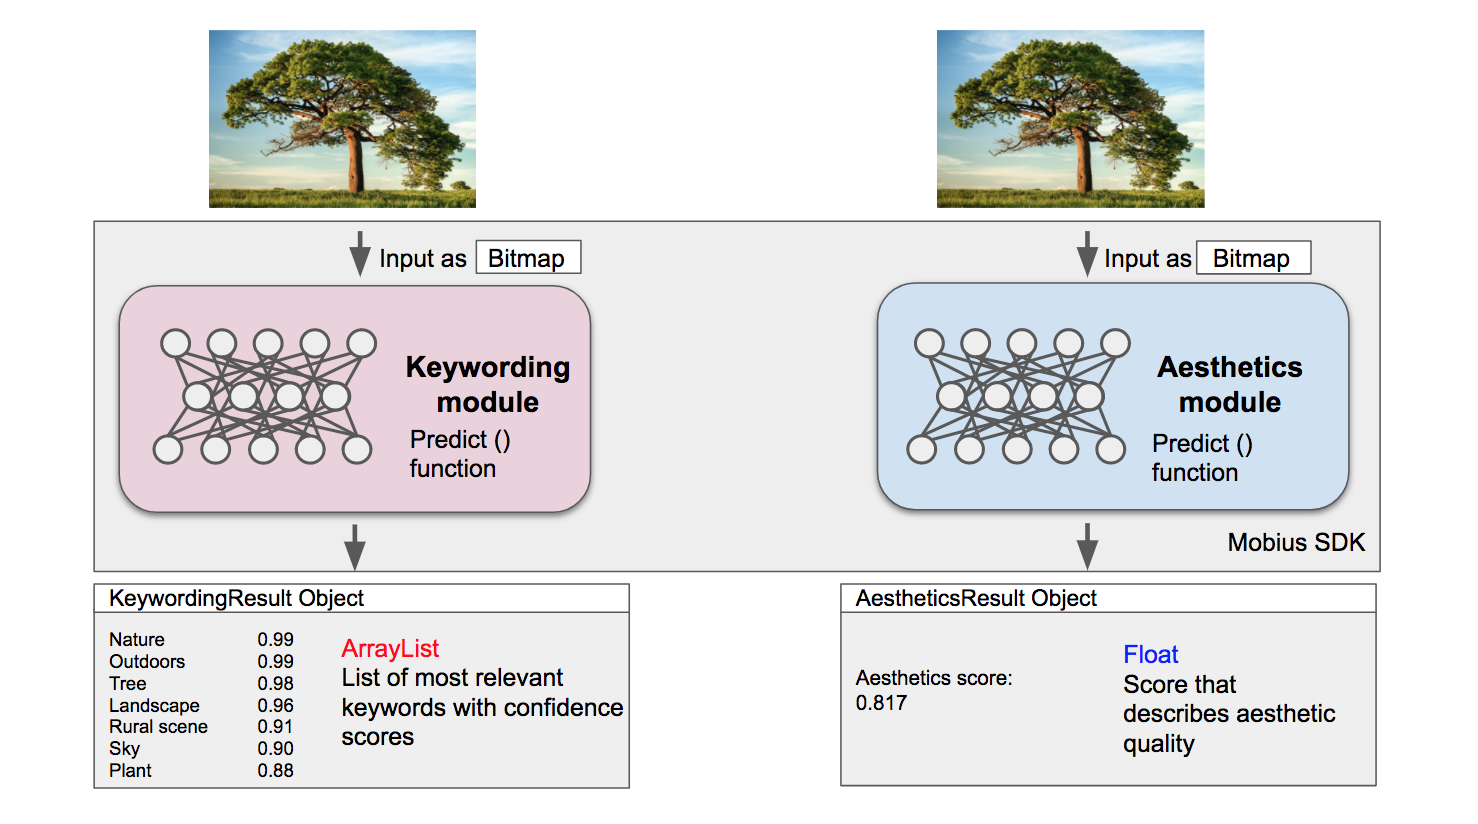 Input as Bitmap
Input as Bitmap
Keywording
module
Predict ()
function
Aesthetics
module
Predict ()
function
Mobius SDK
KeywordingResult Object
Nature 0.99
Outdoors 0.99
Tree 0.98
Landscape 0.96
Rural scene 0.91
Sky 0.90
Plant 0.88
ArrayList
List of most relevant
keywords with confidence
scores
AestheticsResult Object
Aesthetics score:
0.817
Float
Score that
describes aesthetic
quality